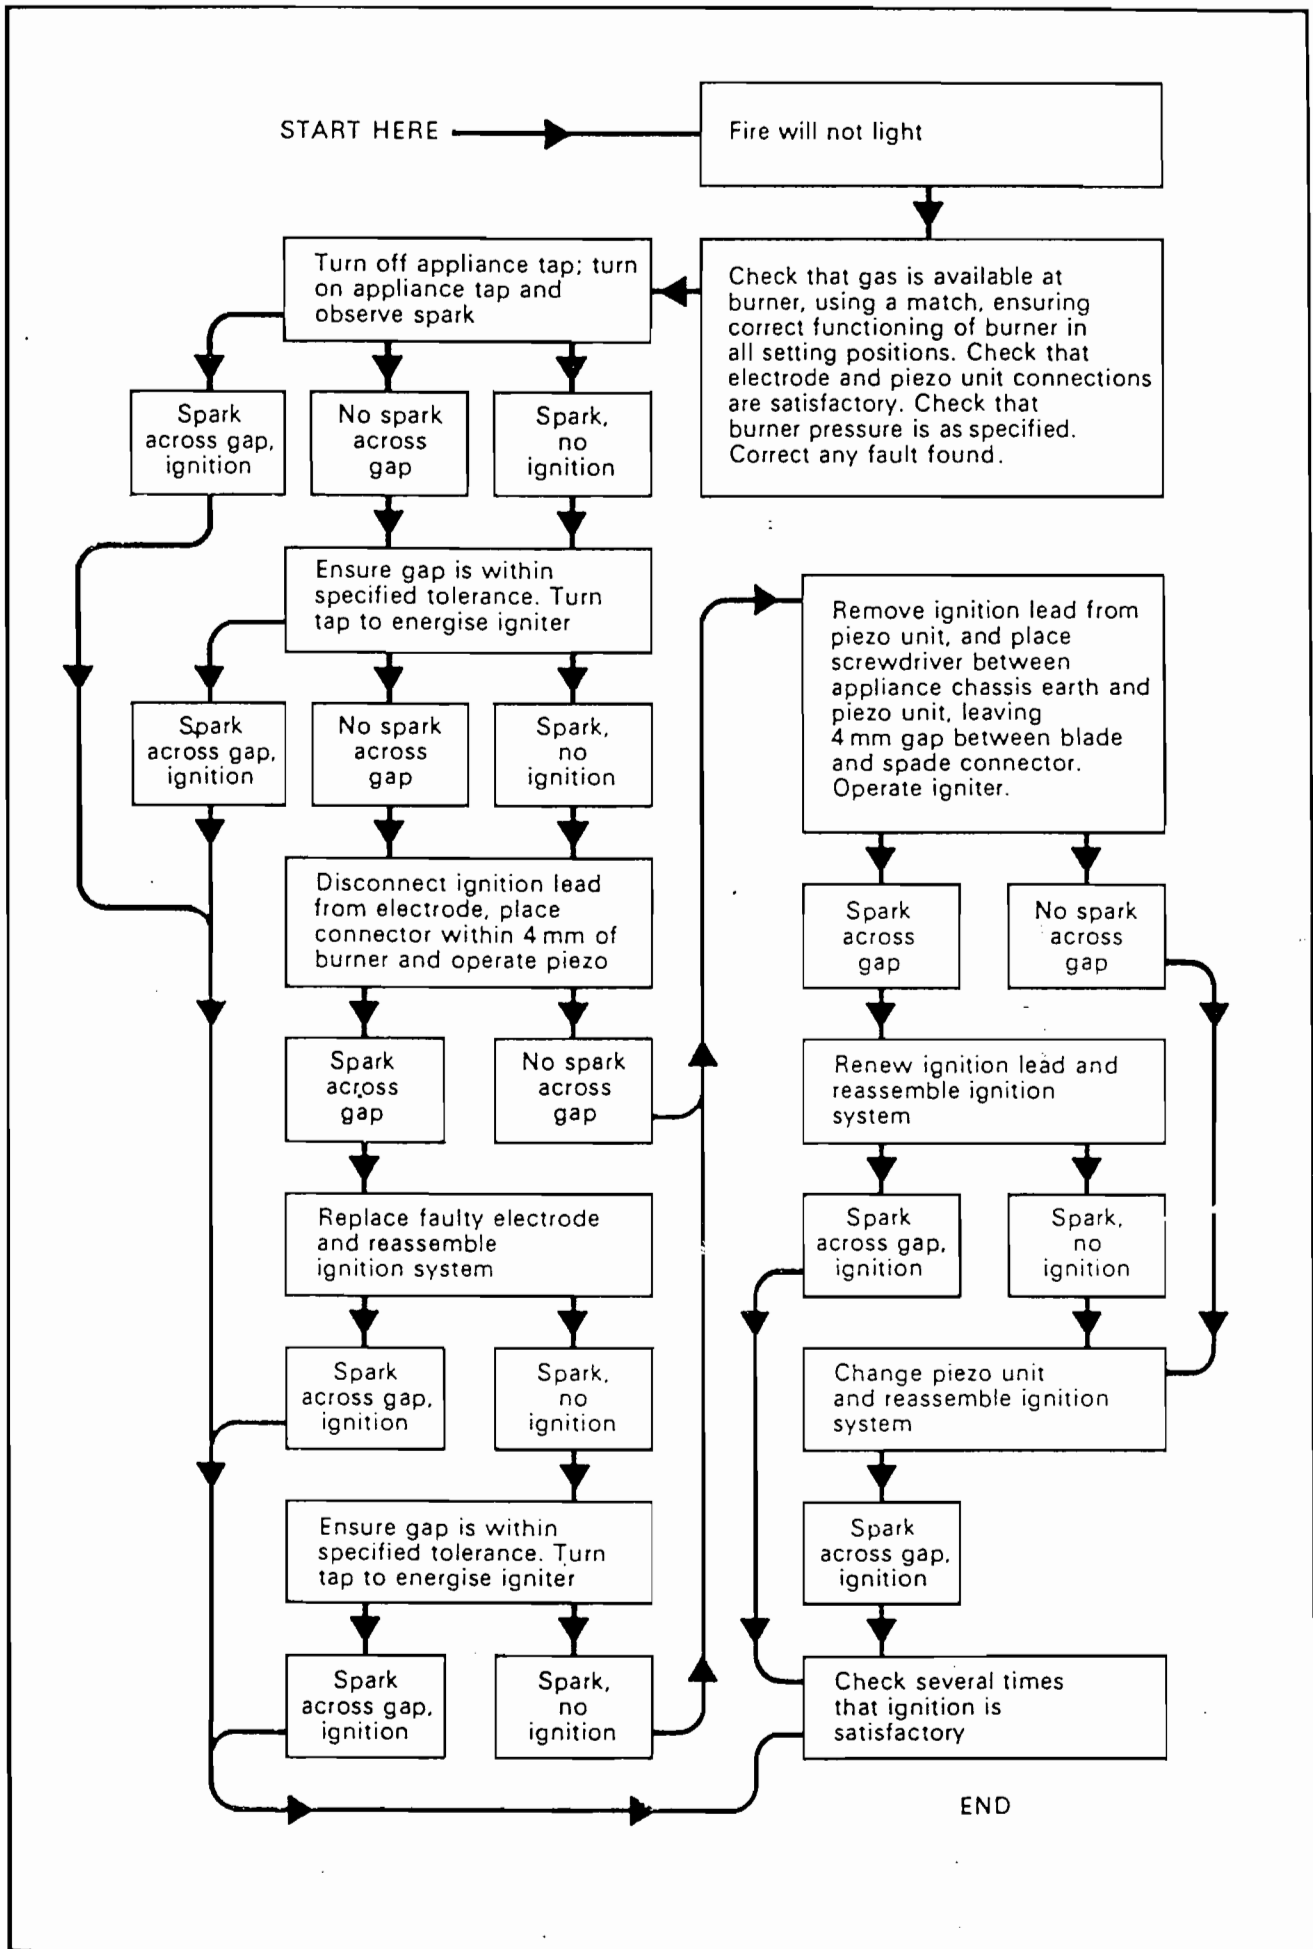 START HERE
Fire will not light
Check that gas is available at
burner, using a match, ensuring
correct functioning of burner in
all setting positions. Check that
electrode and piezo unit connections
are satisfactory. Check that
burner pressure is as specified.
Correct any fault found.
Turn off appliance tap; turn
on appliance tap and
observe spark
Spark
across gap,
ignition
No spark
across
gap
Spark,
no
ignition
Ensure gap is within
specified tolerance. Turn
tap to energise igniter
Spark
across gap,
ignition
No spark
across
gap
Spark,
no
ignition
Disconnect ignition lead
from electrode, place
connector within 4 mm of
burner and operate piezo
Spark
across
gap
No spark
across
gap
Replace faulty electrode
and reassemble
ignition system
Spark
across gap,
ignition
Spark,
no
ignition
Ensure gap is within
specified tolerance. Turn
tap to energise igniter
Spark
across gap,
ignition
Spark,
no
ignition
Remove ignition lead from
piezo unit, and place
screwdriver between
appliance chassis earth and
piezo unit, leaving
4 mm gap between blade
and spade connector.
Operate igniter.
Spark
across
gap
No spark
across
gap
Renew ignition lead and
reassemble ignition
system
Spark
across gap,
ignition
Spark,
no
ignition
Change piezo unit
and reassemble ignition
system
Spark
across gap,
ignition
Check several times
that ignition is
satisfactory
END